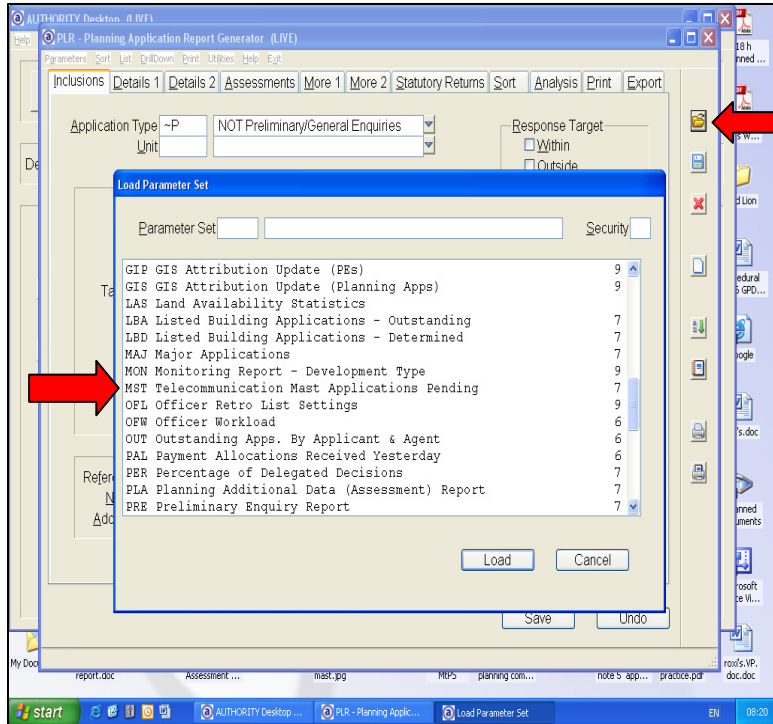 AUTHORITY Desktop (LIVE)
Help
PLR - Planning Application Report Generator (LIVE)
Parameters Sort List DrillDown Print Utilities Help Exit
Inclusions Details 1 Details 2 Assessments More 1 More 2 Statutory Returns Sort Analysis Print Export
Application Type ~P NOT Preliminary/General Enquiries
Response Target
Unit
Within
Outside
Load Parameter Set
Parameter Set Security
GIP GIS Attribution Update (PEs) 9
GIS GIS Attribution Update (Planning Apps) 9
LAS Land Availability Statistics
LBA Listed Building Applications - Outstanding 7
LBD Listed Building Applications - Determined 7
MAJ Major Applications 7
MON Monitoring Report - Development Type 9
MST Telecommunication Mast Applications Pending 7
OFL Officer Retro List Settings 9
OFW Officer Workload 6
OUT Outstanding Apps. By Applicant & Agent 6
PAL Payment Allocations Received Yesterday 6
PER Percentage of Delegated Decisions 7
PLA Planning Additional Data (Assessment) Report 7
PRE Preliminary Enquiry Report 7
Load Cancel
Save Undo
My Doc
report.doc Assessment ... mast.jpg planning com... note 5 app... practice.pdf roxi's.VP.
doc.doc
start AUTHORITY Desktop ... PLR - Planning Applic... Load Parameter Set EN 08:20